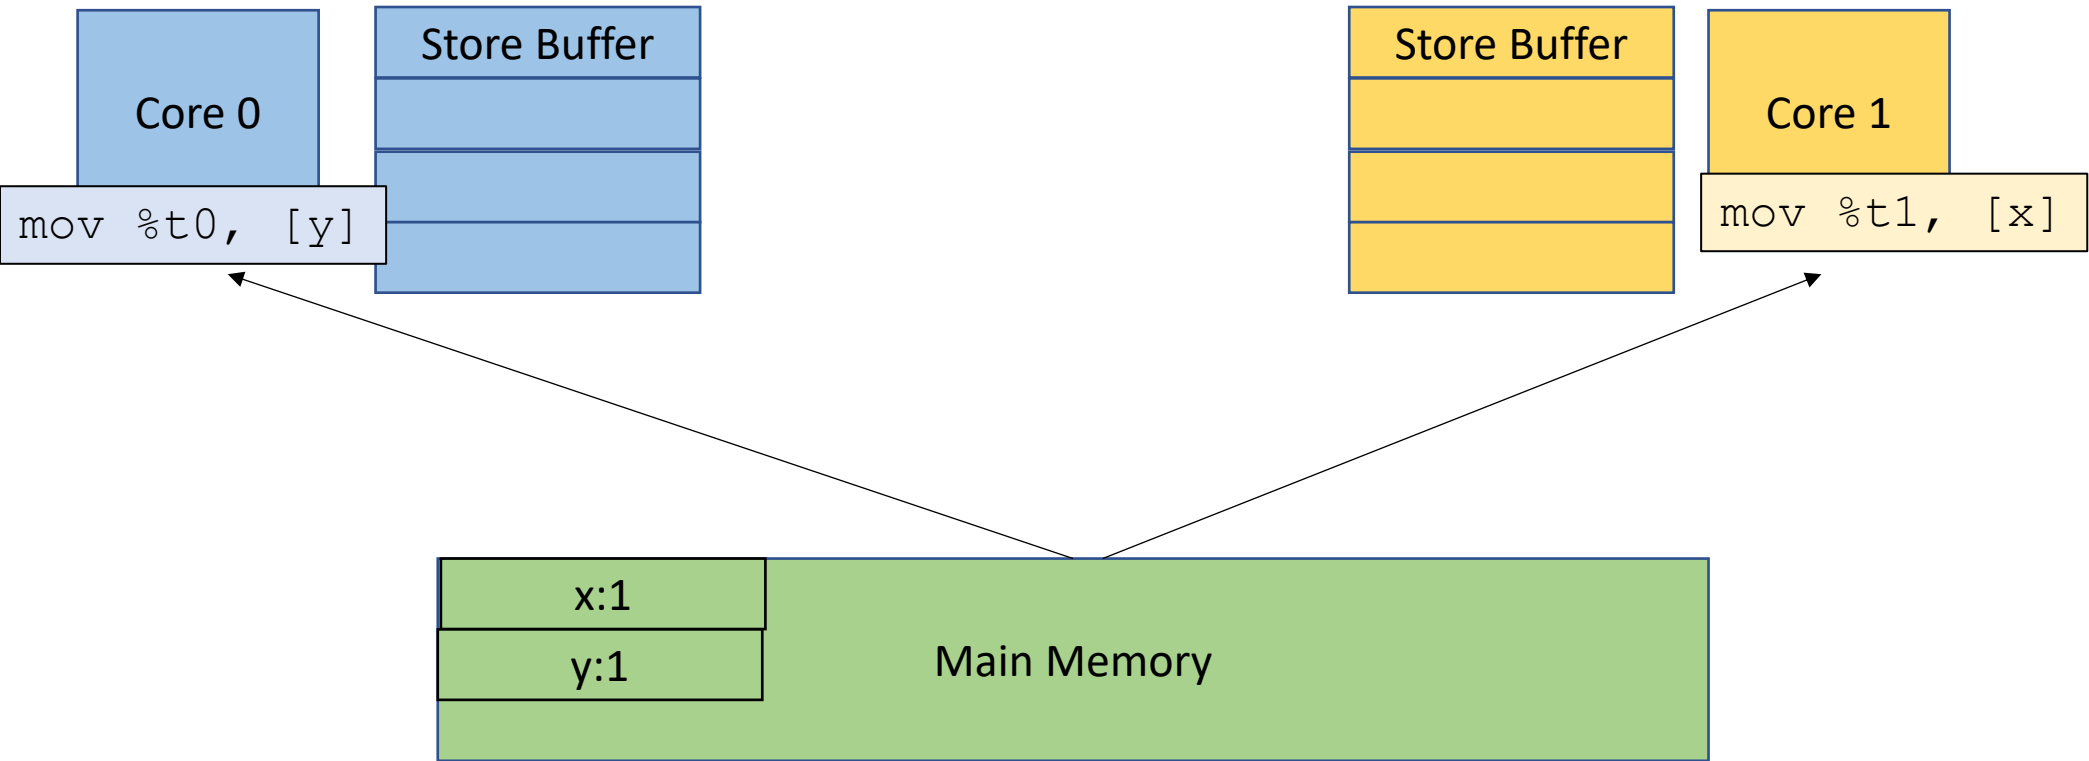 Store Buffer
Store Buffer
Core 0
Core 1
mov %t0, [y]
mov %t1, [x]
x:1
y:1
Main Memory